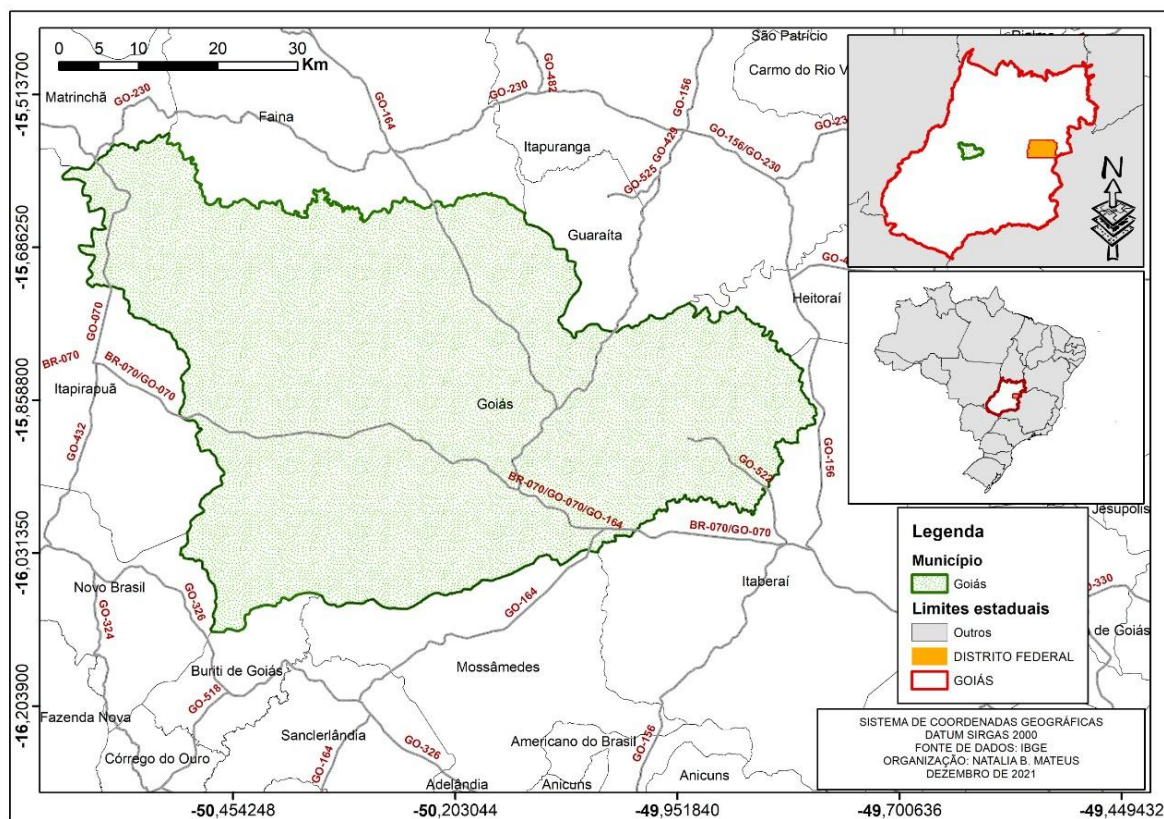 0 10 20 30
Km
São Patrício
Carmo do Rio V
Matrinchã
GO-230
Faina
GO-164
GO-230
GO-482
GO-156
Itapuranga
GO-429
GO-525
GO-156/GO-230
GO-23
Guaraíta
Heitoraí
N
GO-070
BR-070
BR-070/GO-070
Itapirapuã
GO-432
Goiás
GO-156
GO-522
BR-070/GO-070/GO-164
BR-070/GO-070
Itaberaí
Jesúpolis
Novo Brasil
GO-326
GO-324
GO-164
Mossâmedes
Buriti de Goiás
GO-518
Fazenda Nova
Córrego do Ouro
Sanclerlândia
GO-164
GO-326
Adelândia
Americano do Brasil
Anicuns
GO-156
Anicuns
GO-330
de Goiás
Legenda
Município
Goiás
Limites estaduais
Outros
DISTRITO FEDERAL
GOIÁS
SISTEMA DE COORDENADAS GEOGRÁFICAS
DATUM SIRGAS 2000
FONTE DE DADOS: IBGE
ORGANIZAÇÃO: NATALIA B. MATEUS
DEZEMBRO DE 2021
-15,513700
-15,686250
-15,858800
-16,031350
-16,203900
-50,454248
-50,203044
-49,951840
-49,700636
-49,449432